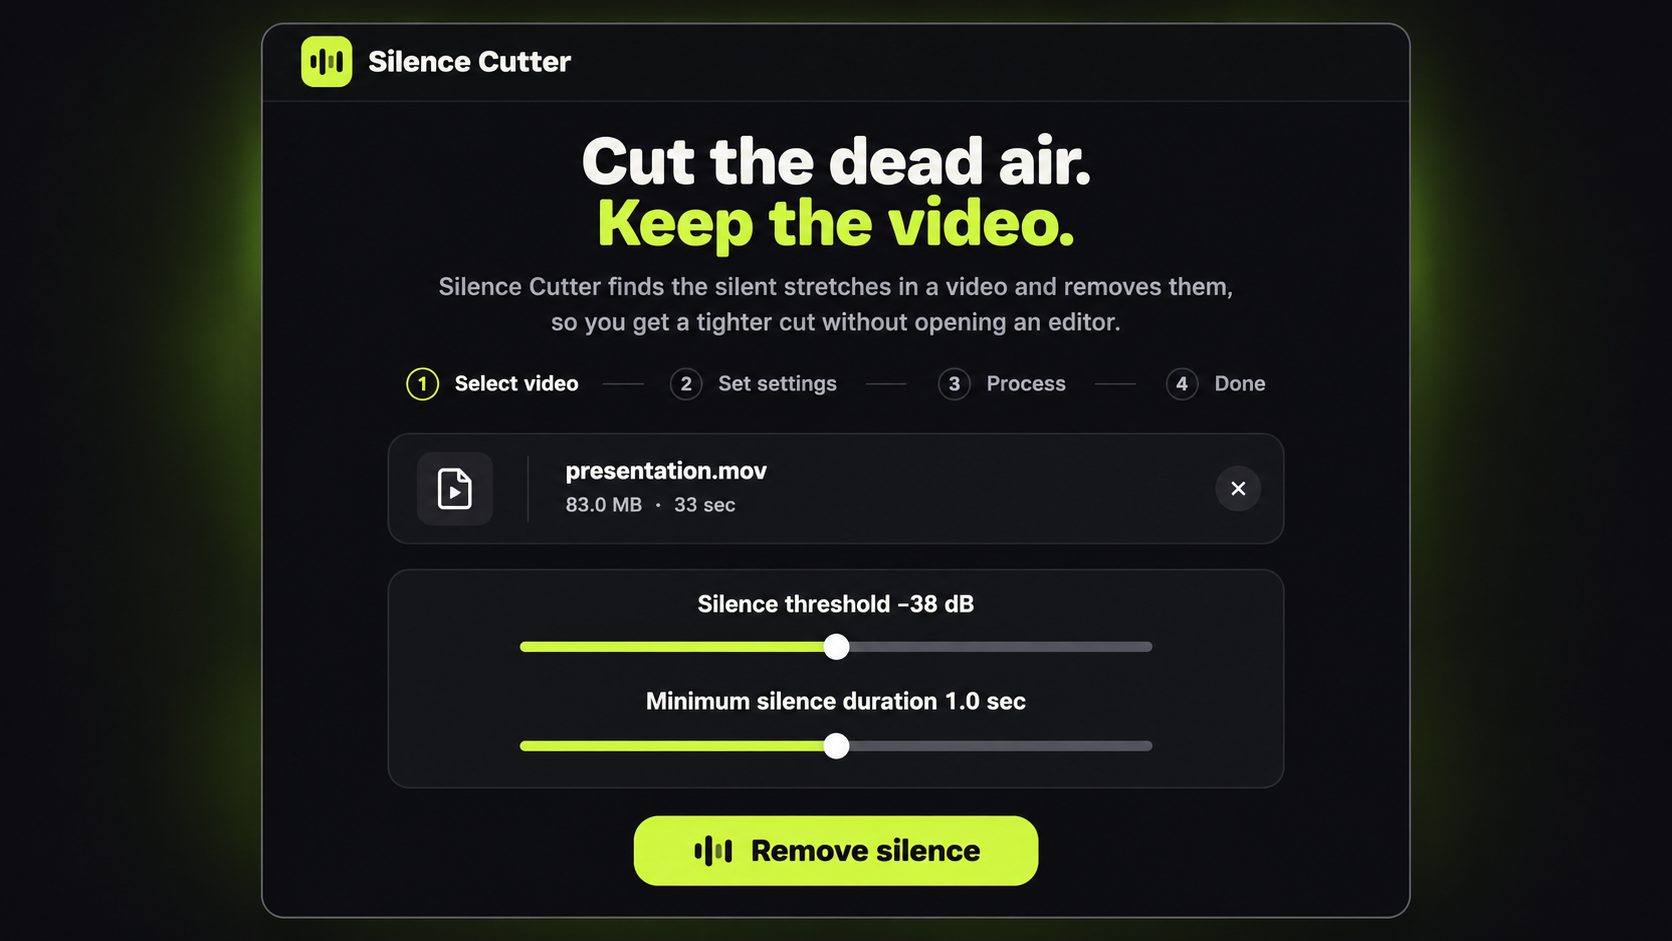 Silence Cutter
Cut the dead air.
Keep the video.
Silence Cutter finds the silent stretches in a video and removes them,
so you get a tighter cut without opening an editor.
1 Select video 2 Set settings 3 Process 4 Done
presentation.mov
83.0 MB · 33 sec
Silence threshold −38 dB
Minimum silence duration 1.0 sec
Remove silence